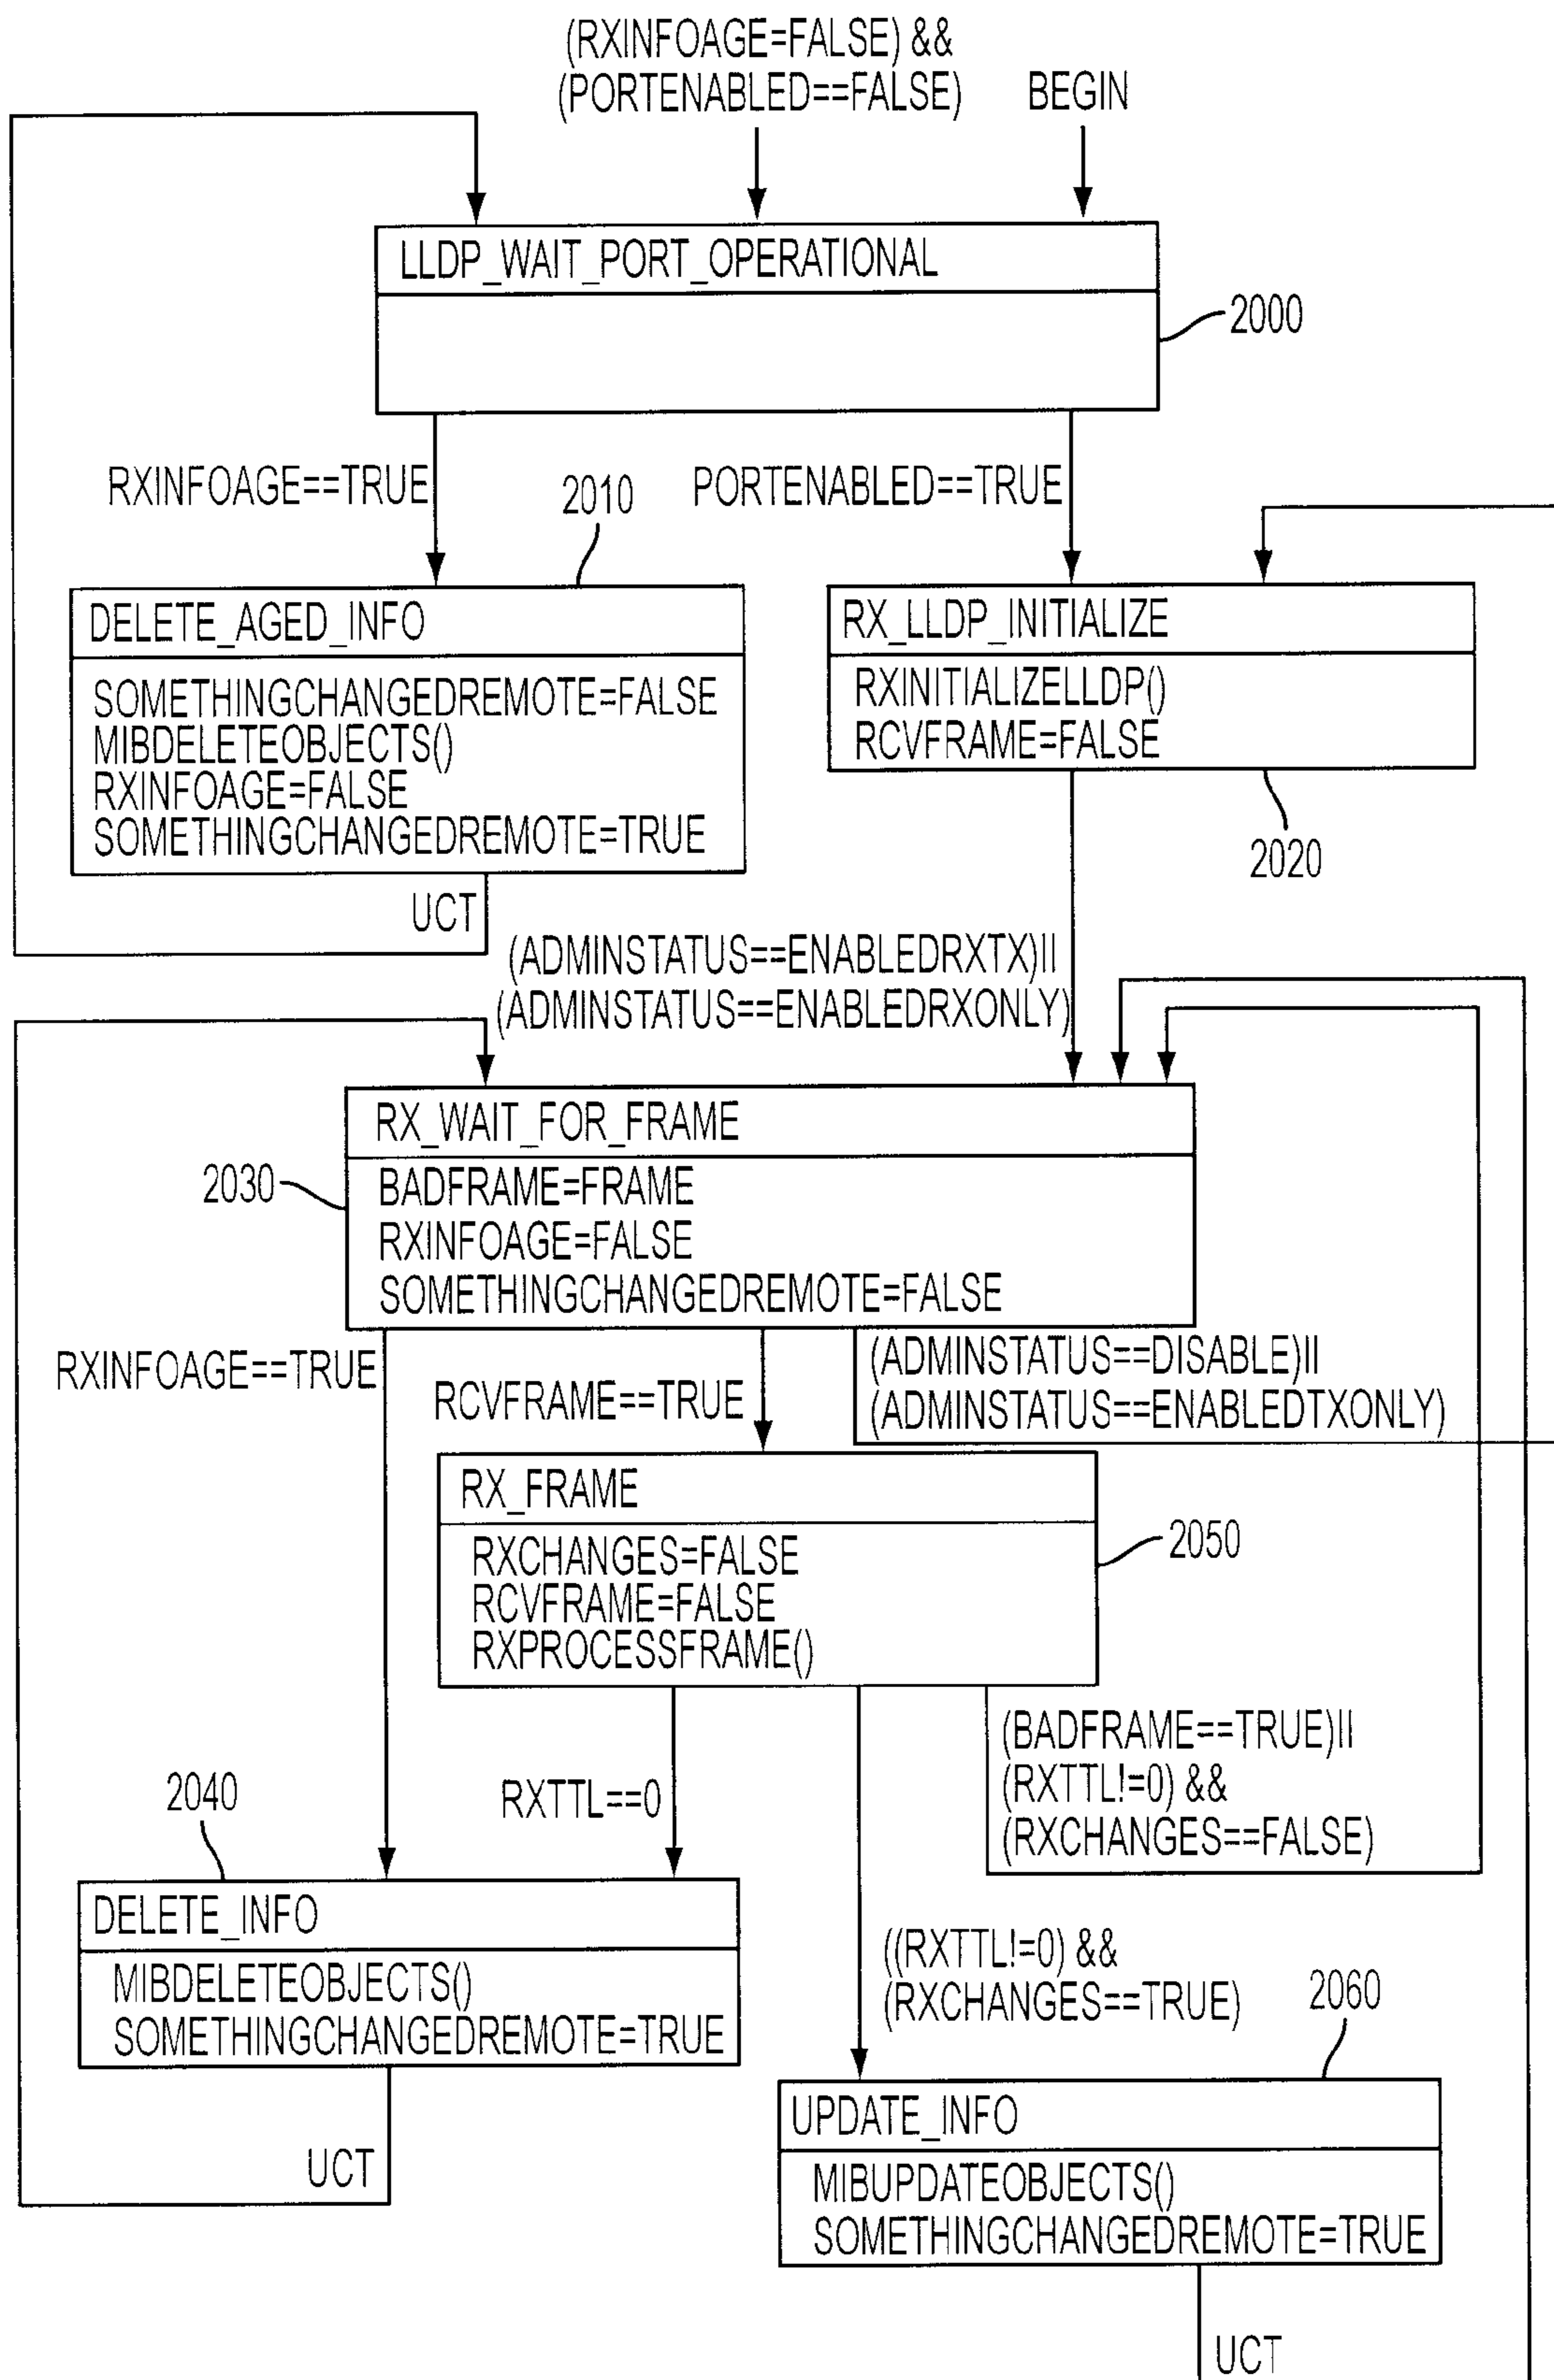 (RXINFOAGE=FALSE) &&
(PORTENABLED==FALSE)
BEGIN
LLDP_WAIT_PORT_OPERATIONAL
2000
RXINFOAGE==TRUE
2010
PORTENABLED==TRUE
DELETE_AGED_INFO
SOMETHINGCHANGEDREMOTE=FALSE
MIBDELETEOBJECTS()
RXINFOAGE=FALSE
SOMETHINGCHANGEDREMOTE=TRUE
UCT
RX_LLDP_INITIALIZE
RXINITIALIZELLDP()
RCVFRAME=FALSE
2020
(ADMINSTATUS==ENABLEDRXTX)II
(ADMINSTATUS==ENABLEDRXONLY)
RX_WAIT_FOR_FRAME
2030
BADFRAME=FRAME
RXINFOAGE=FALSE
SOMETHINGCHANGEDREMOTE=FALSE
RXINFOAGE==TRUE
RCVFRAME==TRUE
(ADMINSTATUS==DISABLE)II
(ADMINSTATUS==ENABLEDTXONLY)
RX_FRAME
RXCHANGES=FALSE
RCVFRAME=FALSE
RXPROCESSFRAME()
2050
(BADFRAME==TRUE)II
(RXTTL!=0) &&
(RXCHANGES==FALSE)
RXTTL==0
2040
DELETE_INFO
MIBDELETEOBJECTS()
SOMETHINGCHANGEDREMOTE=TRUE
UCT
((RXTTL!=0) &&
(RXCHANGES==TRUE)
2060
UPDATE_INFO
MIBUPDATEOBJECTS()
SOMETHINGCHANGEDREMOTE=TRUE
UCT